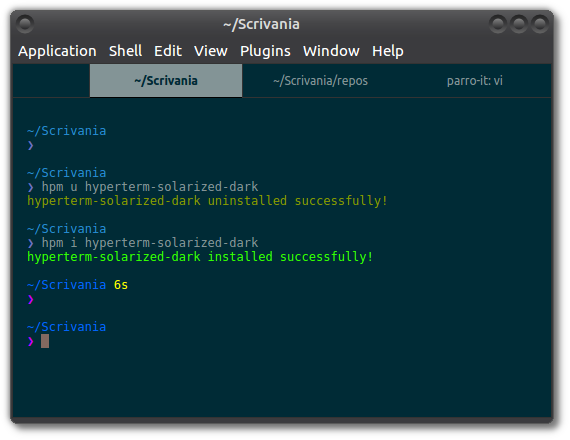 ~/Scrivania
Application Shell Edit View Plugins Window Help
~/Scrivania ~/Scrivania/repos parro-it: vi
~/Scrivania
❯
~/Scrivania
❯ hpm u hyperterm-solarized-dark
hyperterm-solarized-dark uninstalled successfully!
~/Scrivania
❯ hpm i hyperterm-solarized-dark
hyperterm-solarized-dark installed successfully!
~/Scrivania 6s
❯
~/Scrivania
❯